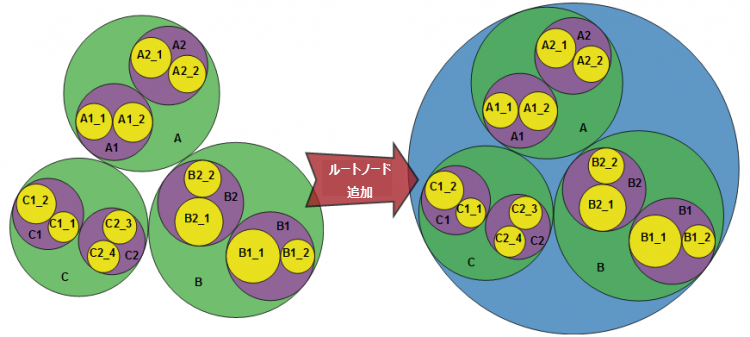 A2
A2_1
A2_2
A1_1
A1_2
A1
A
B2_2
B2
B2_1
B1
B1_1
B1_2
B
C1_2
C1_1
C1
C2_3
C2_4
C2
C
ルートノード
追加
A2
A2_1
A2_2
A1_1
A1_2
A1
A
B2_2
B2
B2_1
B1
B1_1
B1_2
B
C1_2
C1_1
C1
C2_3
C2_4
C2
C